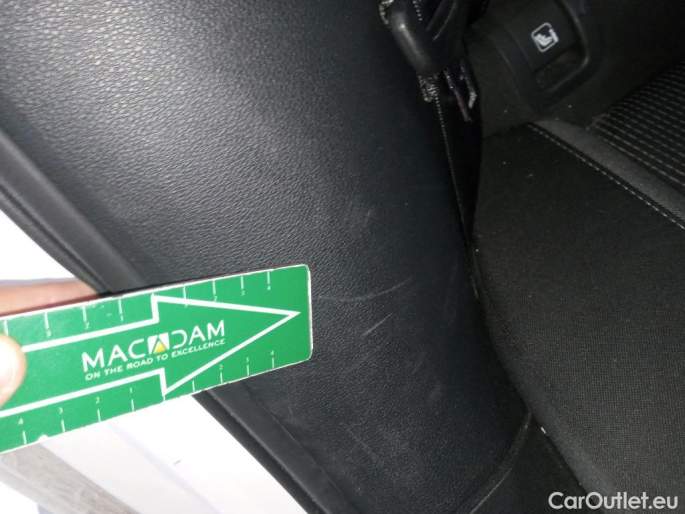 MACADAM
ON THE ROAD TO EXCELLENCE
CarOutlet.eu